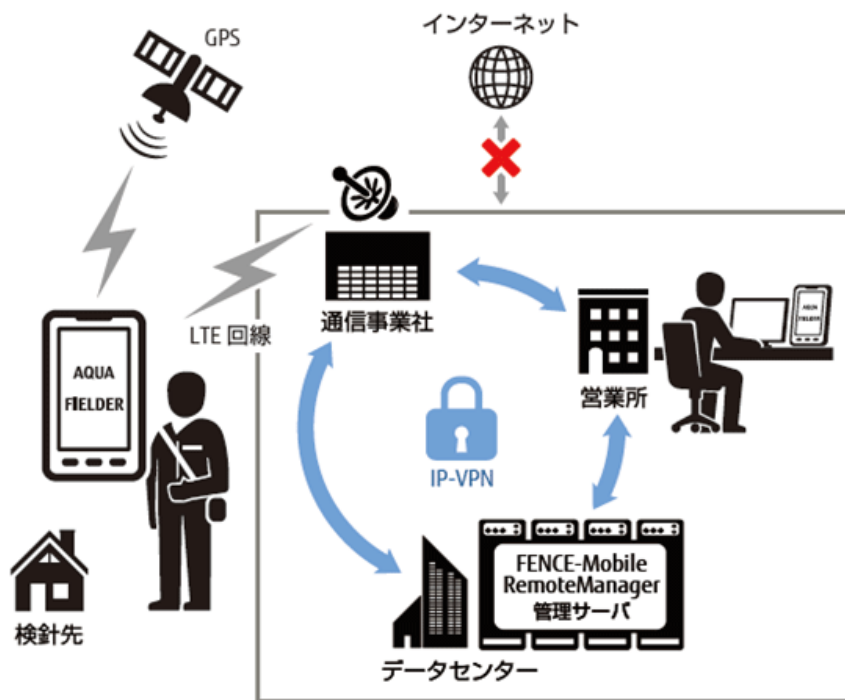 GPS
インターネット
LTE 回線
通信事業社
AQUA
FIELDER
AQUA
FIELDER
営業所
IP-VPN
検針先
FENCE-Mobile
RemoteManager
管理サーバ
データセンター